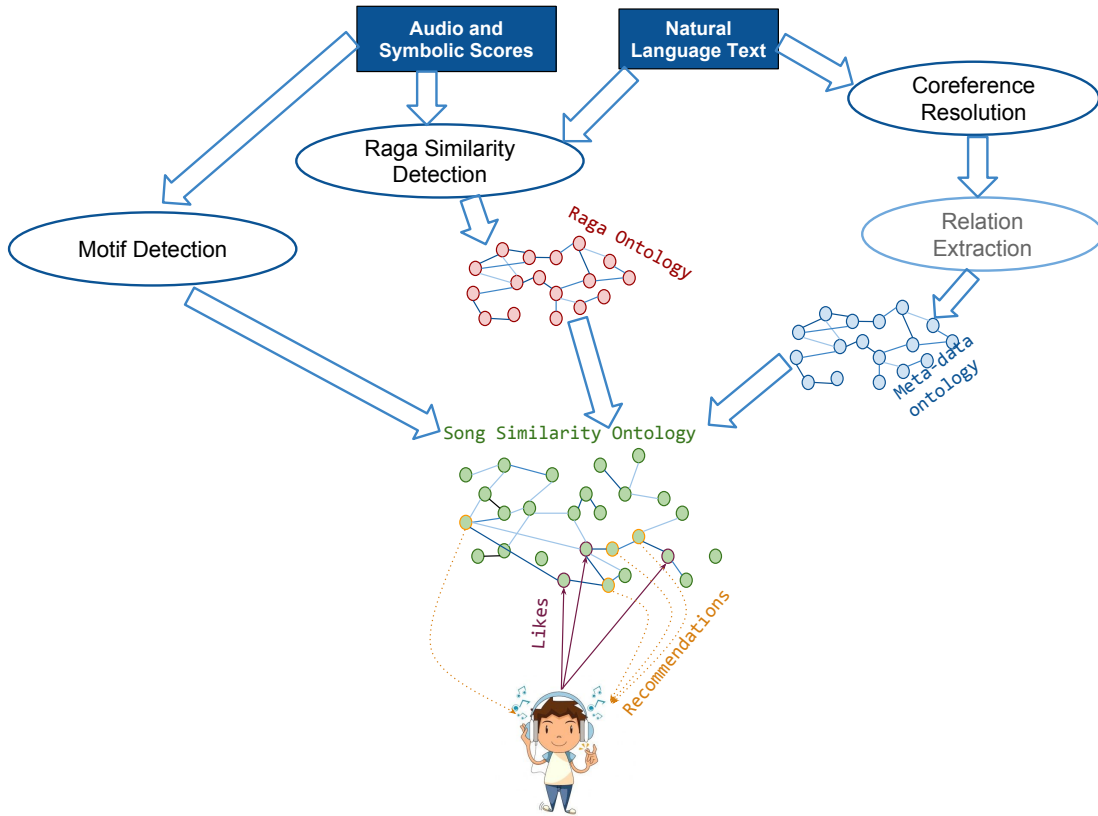 Audio and
Symbolic Scores
Natural
Language Text
Coreference
Resolution
Raga Similarity
Detection
Motif Detection
Relation
Extraction
Raga Ontology
Meta-data
ontology
Song Similarity Ontology
Likes
Recommendations